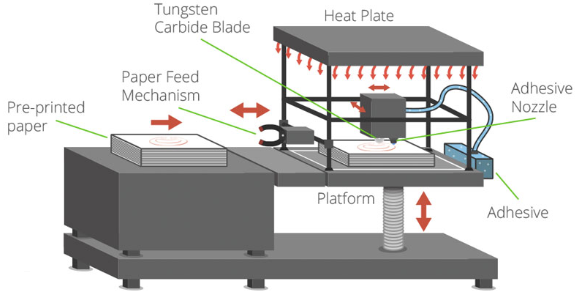 Tungsten
Carbide Blade
Heat Plate
Paper Feed
Mechanism
Adhesive
Nozzle
Pre-printed
paper
Platform
Adhesive